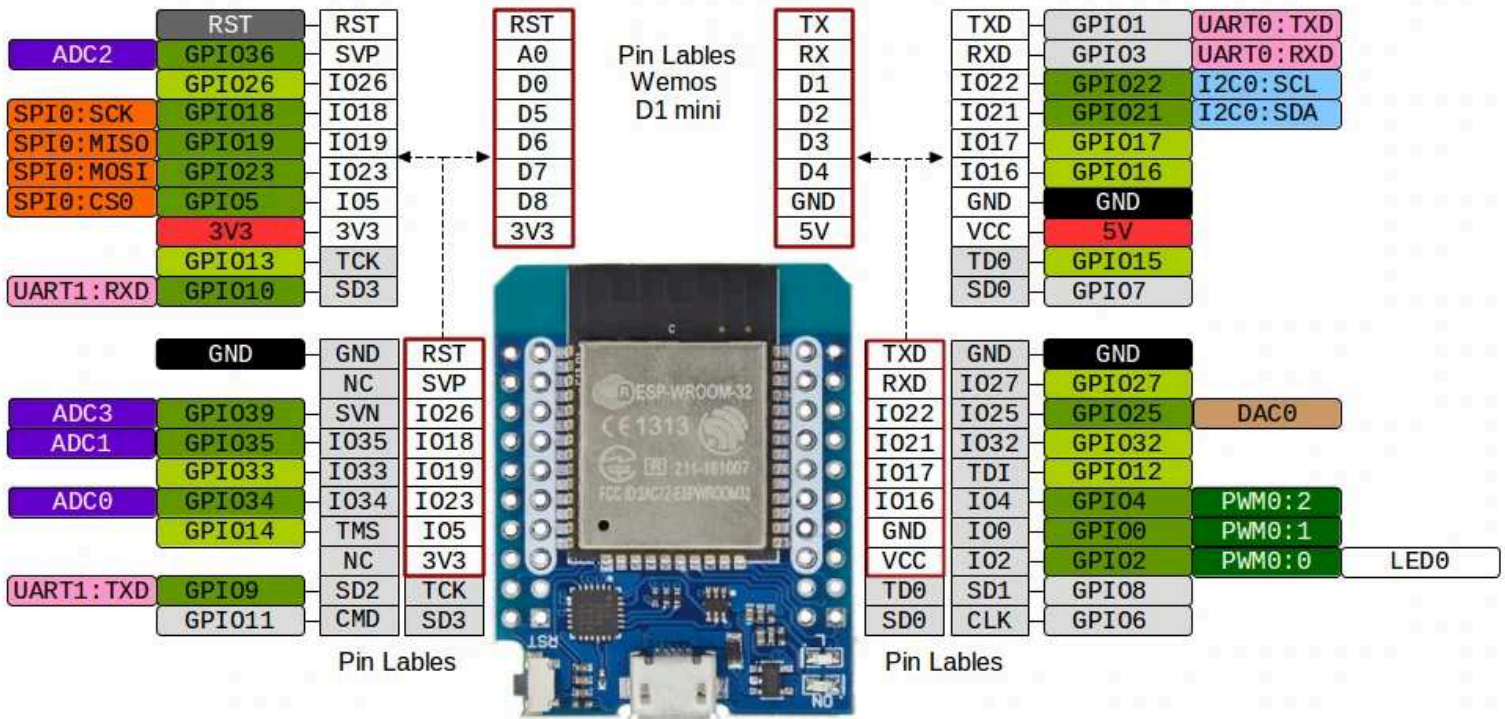 RST RST RST TX TXD GPIO1 UART0:TXD
ADC2 GPIO36 SVP A0 Pin Lables RX RXD GPIO3 UART0:RXD
GPIO26 IO26 D0 Wemos D1 IO22 GPIO22 I2C0:SCL
SPI0:SCK GPIO18 IO18 D5 D1 mini D2 IO21 GPIO21 I2C0:SDA
SPI0:MISO GPIO19 IO19 D6 D3 IO17 GPIO17
SPI0:MOSI GPIO23 IO23 D7 D4 IO16 GPIO16
SPI0:CS0 GPIO5 IO5 D8 GND GND GND
3V3 3V3 3V3 5V VCC 5V
GPIO13 TCK TD0 GPIO15
UART1:RXD GPIO10 SD3 SD0 GPIO7
GND GND RST TXD GND GND
NC SVP RXD IO27 GPIO27
ADC3 GPIO39 SVN IO26 IO22 IO25 GPIO25 DAC0
ADC1 GPIO35 IO35 IO18 IO21 IO32 GPIO32
GPIO33 IO33 IO19 IO17 TDI GPIO12
ADC0 GPIO34 IO34 IO23 IO16 IO4 GPIO4 PWM0:2
GPIO14 TMS IO5 GND IO0 GPIO0 PWM0:1
NC 3V3 VCC IO2 GPIO2 PWM0:0 LED0
UART1:TXD GPIO9 SD2 TCK TD0 SD1 GPIO8
GPIO11 CMD SD3 SD0 CLK GPIO6
Pin Lables Pin Lables
C
R ESP-WROOM-32
CE1313
R 211-161007
FCC ID:2AC7Z-ESPWROOM32
RST
L
ON